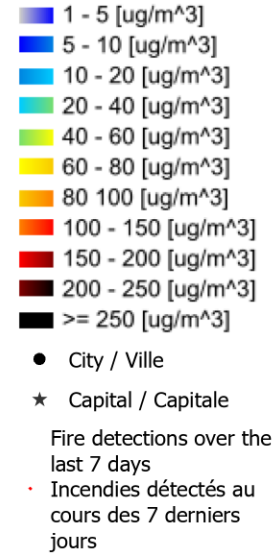 1 - 5 [ug/m^3]
5 - 10 [ug/m^3]
10 - 20 [ug/m^3]
20 - 40 [ug/m^3]
40 - 60 [ug/m^3]
60 - 80 [ug/m^3]
80 100 [ug/m^3]
100 - 150 [ug/m^3]
150 - 200 [ug/m^3]
200 - 250 [ug/m^3]
>= 250 [ug/m^3]
City / Ville
Capital / Capitale
Fire detections over the
last 7 days
Incendies détectés au
cours des 7 derniers
jours